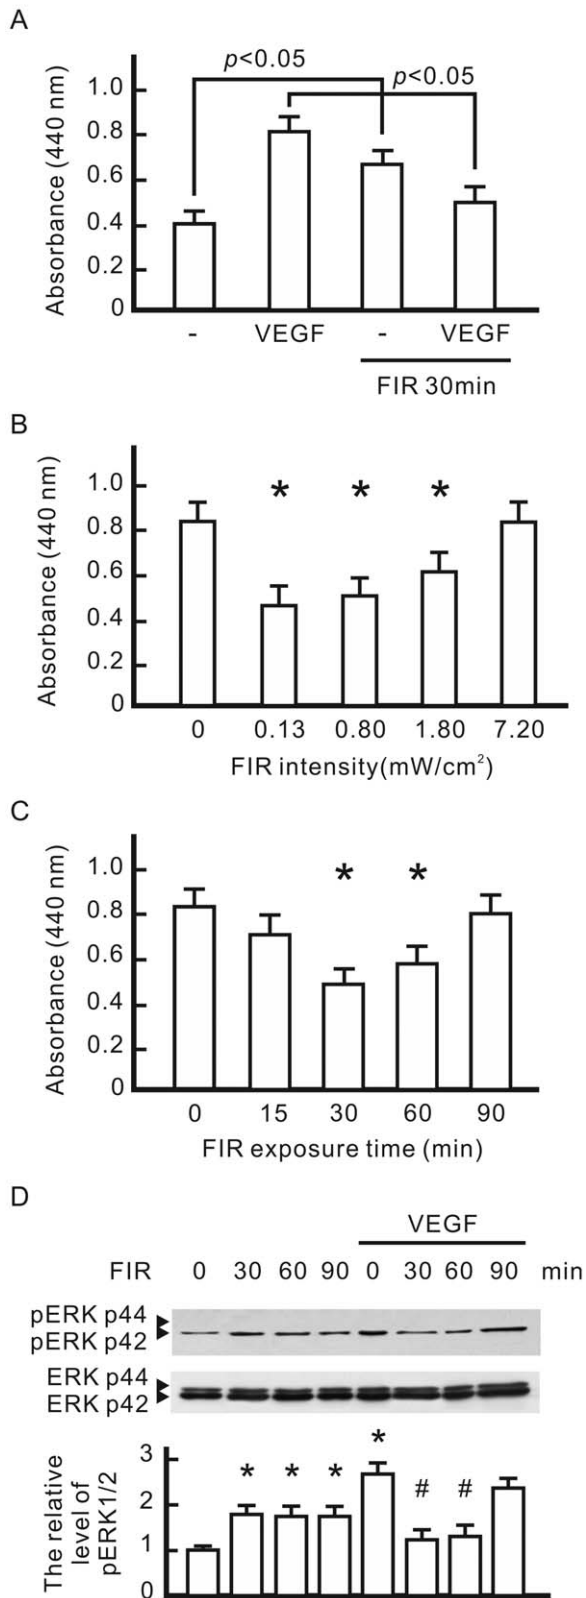 A
Absorbance (440 nm)
1.0
0.8
0.6
0.4
0.2
0
p<0.05
p<0.05
- VEGF - VEGF
FIR 30min
B
Absorbance (440 nm)
1.0
0.8
0.6
0.4
0.2
0
* * *
0 0.13 0.80 1.80 7.20
FIR intensity(mW/cm²)
C
Absorbance (440 nm)
1.0
0.8
0.6
0.4
0.2
0
* *
0 15 30 60 90
FIR exposure time (min)
D
VEGF
FIR 0 30 60 90 0 30 60 90 min
pERK p44
pERK p42
ERK p44
ERK p42
The relative
level of
pERK1/2
3
2
1
0
* * * * # #